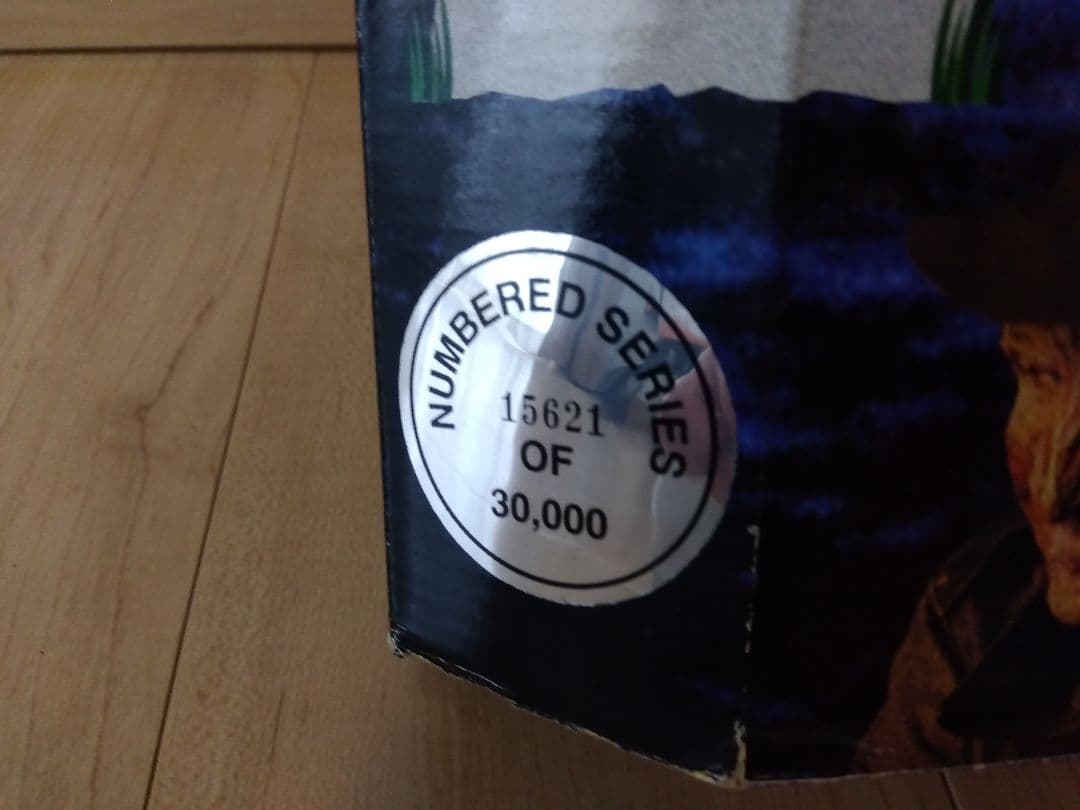 NUMBERED SERIES
15621
OF
30,000